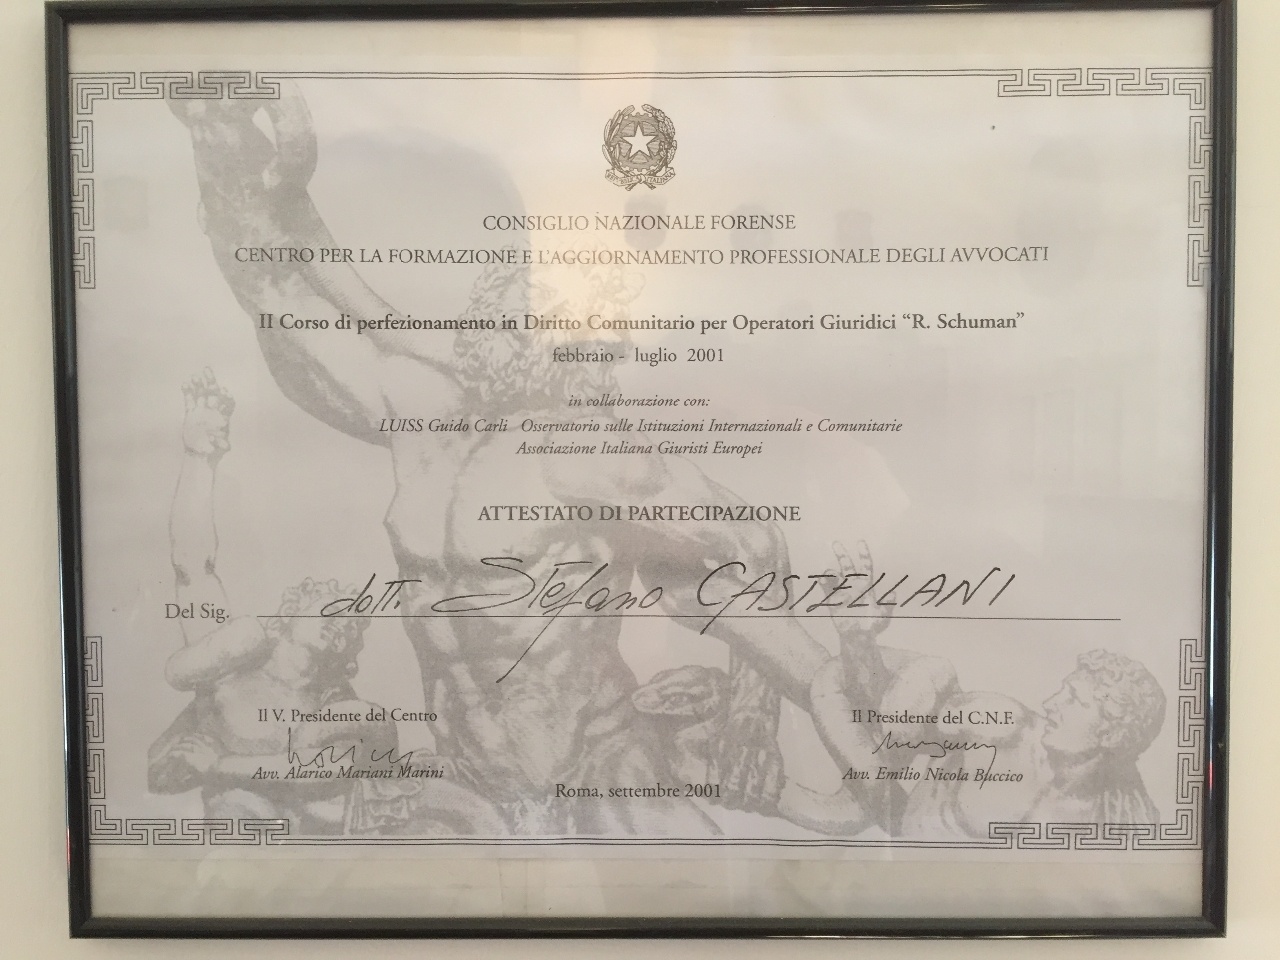 CONSIGLIO NAZIONALE FORENSE
CENTRO PER LA FORMAZIONE E L'AGGIORNAMENTO PROFESSIONALE DEGLI AVVOCATI
II Corso di perfezionamento in Diritto Comunitario per Operatori Giuridici “R. Schuman”
febbraio - luglio 2001
in collaborazione con:
LUISS Guido Carli Osservatorio sulle Istituzioni Internazionali e Comunitarie
Associazione Italiana Giuristi Europei
ATTESTATO DI PARTECIPAZIONE
Del Sig. dott. Stefano CASTELLANI
Il V. Presidente del Centro
Avv. Alarico Mariani Marini
Il Presidente del C.N.F.
Avv. Emilio Nicola Buccico
Roma, settembre 2001